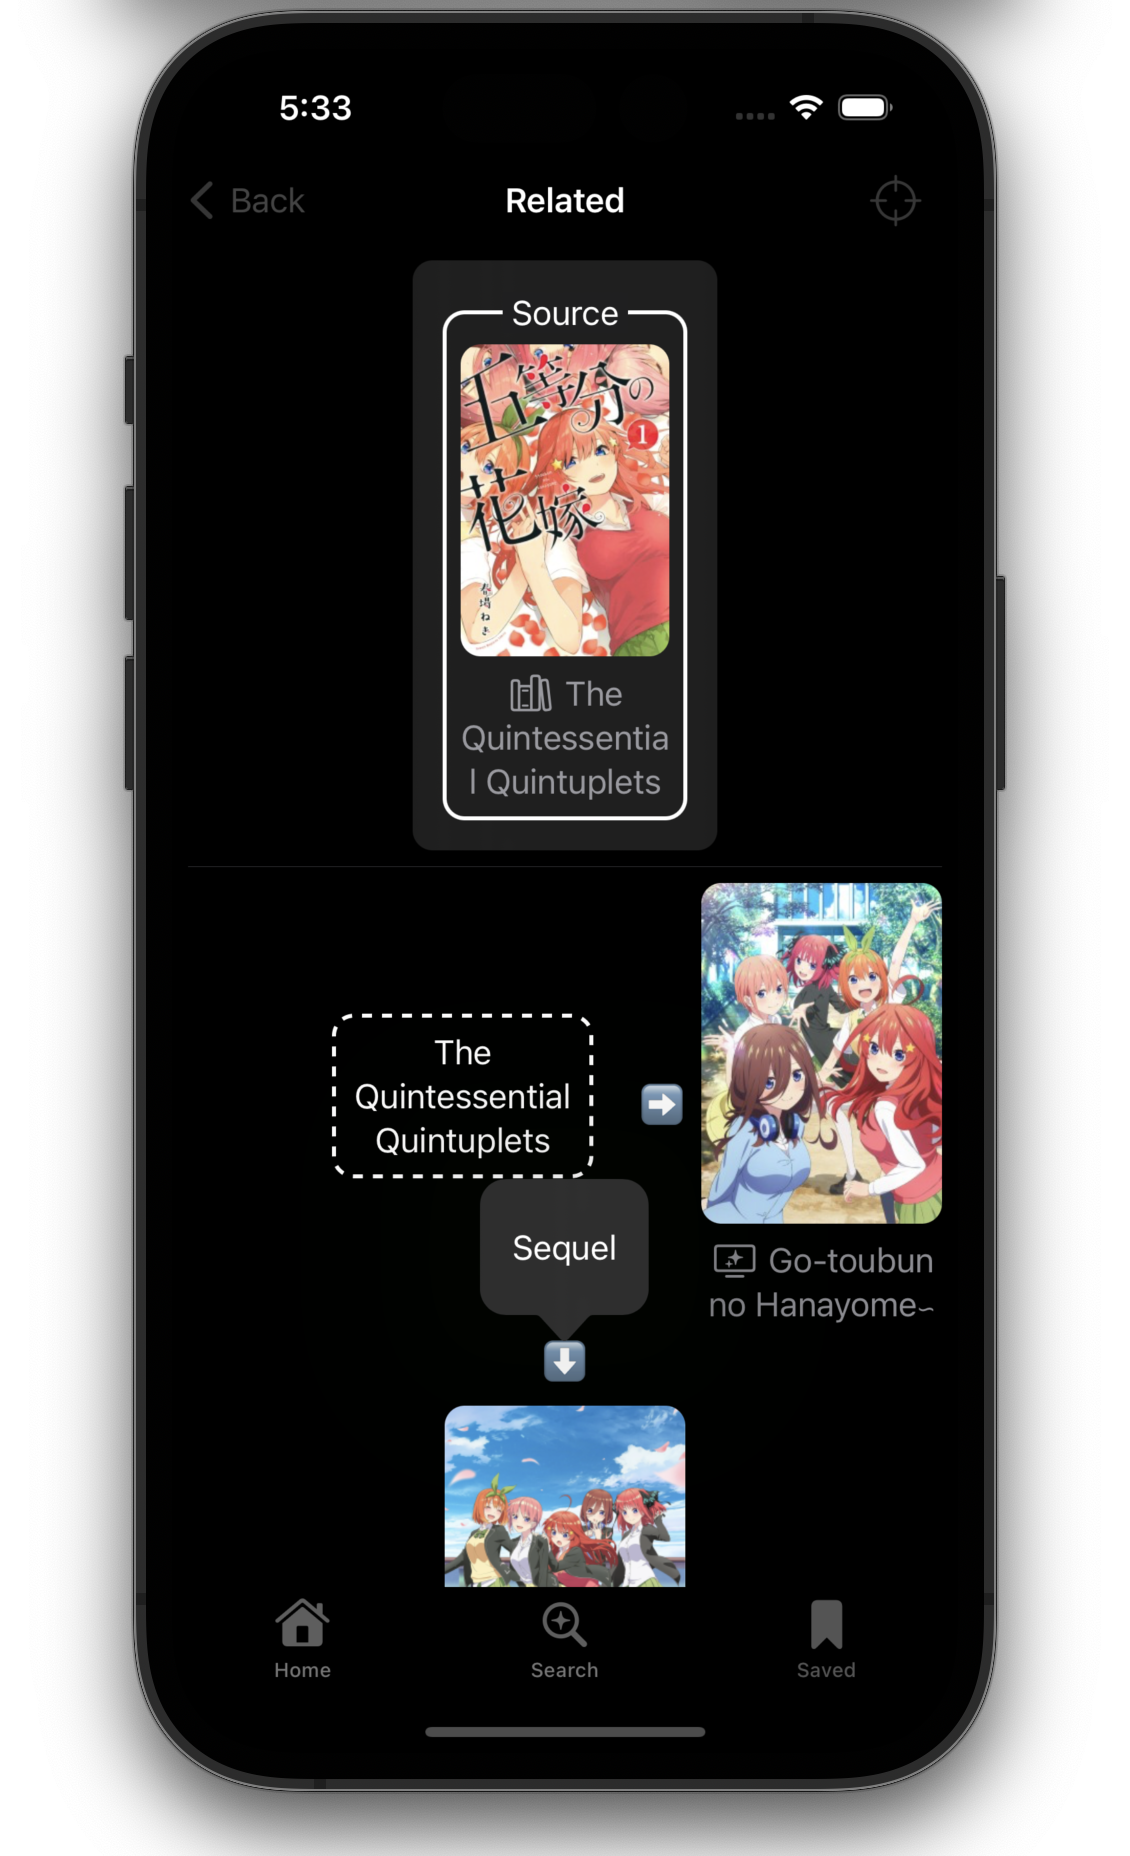 5:33
Back
Related
Source
五等分の
1
花嫁
春場ねぎ
The
Quintessentia
l Quintuplets
The
Quintessential
Quintuplets
Sequel
Go-toubun
no Hanayome∽
Home
Search
Saved